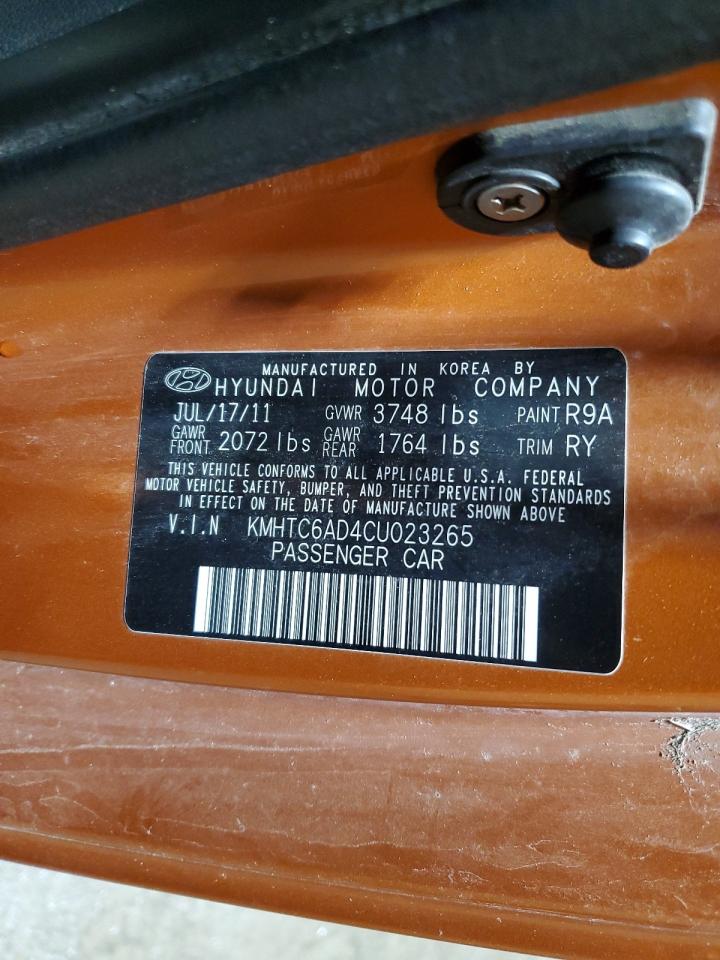 MANUFACTURED IN KOREA BY
HYUNDAI MOTOR COMPANY
JUL/17/11 GVWR 3748 lbs PAINT R9A
GAWR FRONT 2072 lbs GAWR REAR 1764 lbs TRIM RY
THIS VEHICLE CONFORMS TO ALL APPLICABLE U.S.A. FEDERAL
MOTOR VEHICLE SAFETY, BUMPER, AND THEFT PREVENTION STANDARDS
IN EFFECT ON THE DATE OF MANUFACTURE SHOWN ABOVE
V.I.N KMHTC6AD4CU023265
PASSENGER CAR